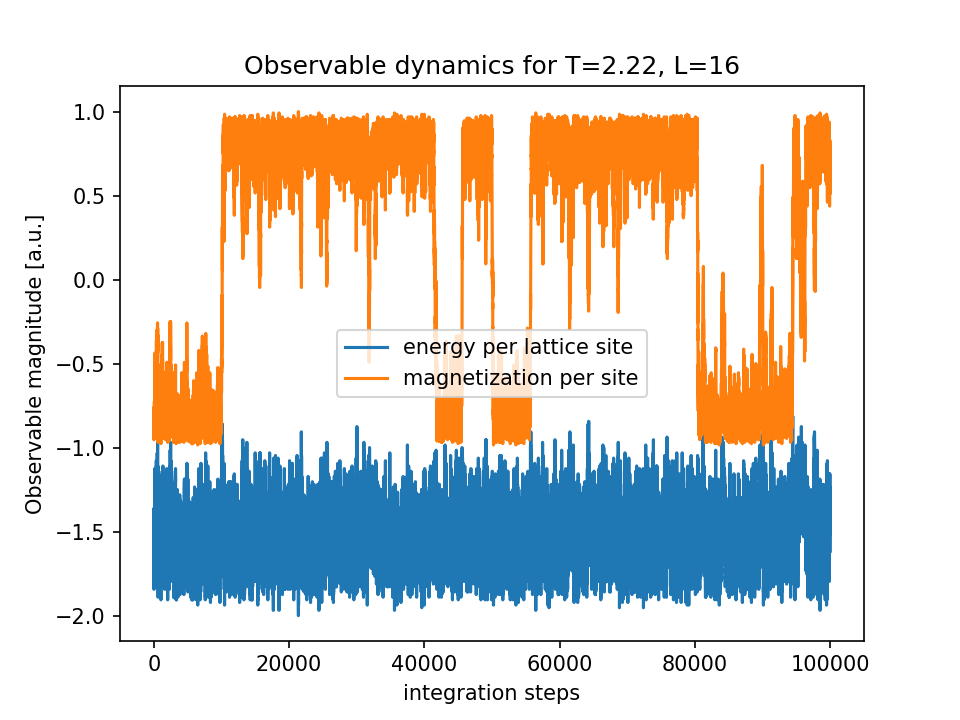 Observable dynamics for T=2.22, L=16
Observable magnitude [a.u.]
1.0
0.5
0.0
−0.5
−1.0
−1.5
−2.0
energy per lattice site
magnetization per site
0 20000 40000 60000 80000 100000
integration steps